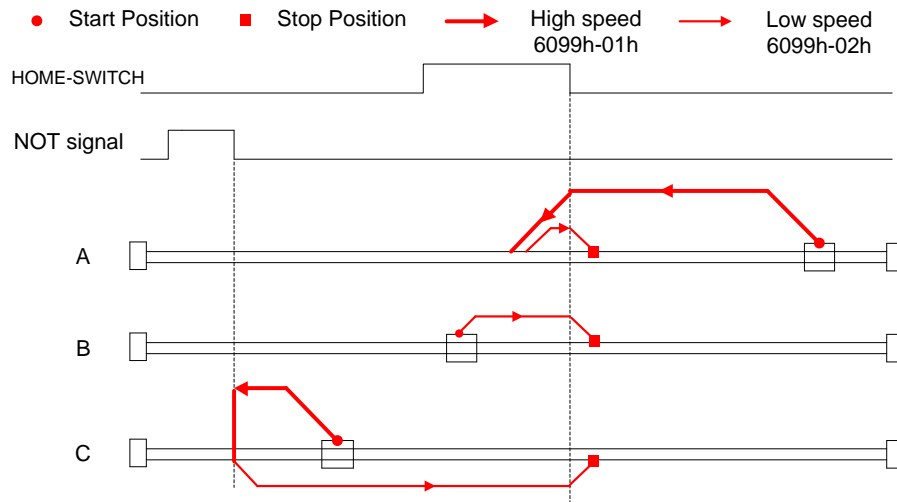 Start Position Stop Position High speed Low speed
6099h-01h 6099h-02h
HOME-SWITCH
NOT signal
A
B
C